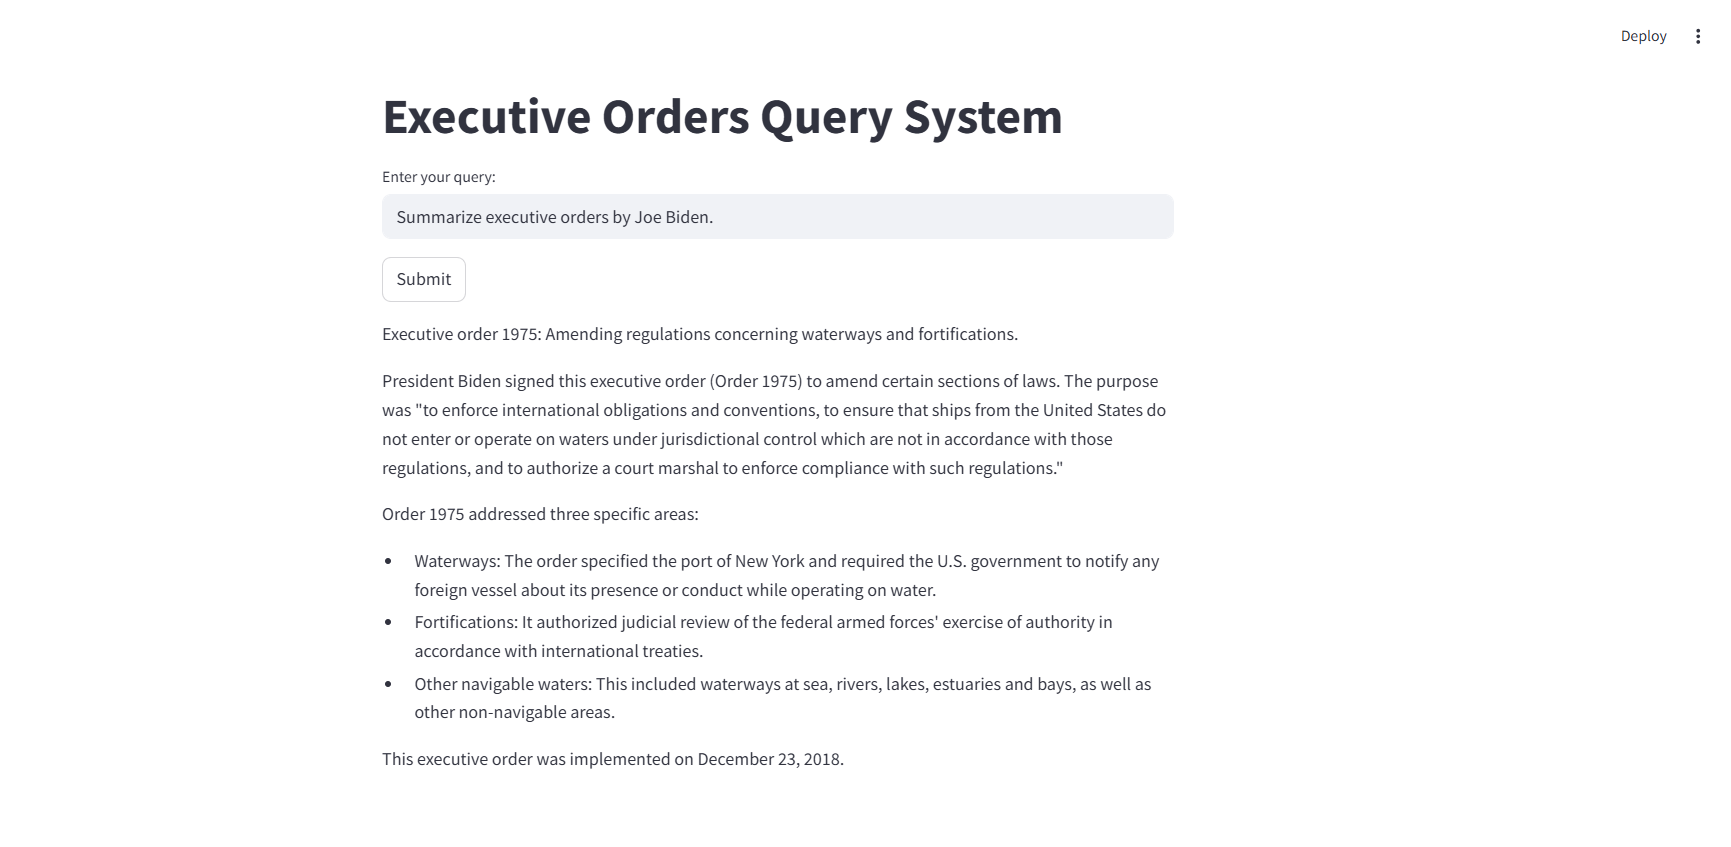 Deploy
Executive Orders Query System
Enter your query:
Summarize executive orders by Joe Biden.
Submit
Executive order 1975: Amending regulations concerning waterways and fortifications.
President Biden signed this executive order (Order 1975) to amend certain sections of laws. The purpose
was "to enforce international obligations and conventions, to ensure that ships from the United States do
not enter or operate on waters under jurisdictional control which are not in accordance with those
regulations, and to authorize a court marshal to enforce compliance with such regulations."
Order 1975 addressed three specific areas:
• Waterways: The order specified the port of New York and required the U.S. government to notify any
foreign vessel about its presence or conduct while operating on water.
• Fortifications: It authorized judicial review of the federal armed forces' exercise of authority in
accordance with international treaties.
• Other navigable waters: This included waterways at sea, rivers, lakes, estuaries and bays, as well as
other non-navigable areas.
This executive order was implemented on December 23, 2018.